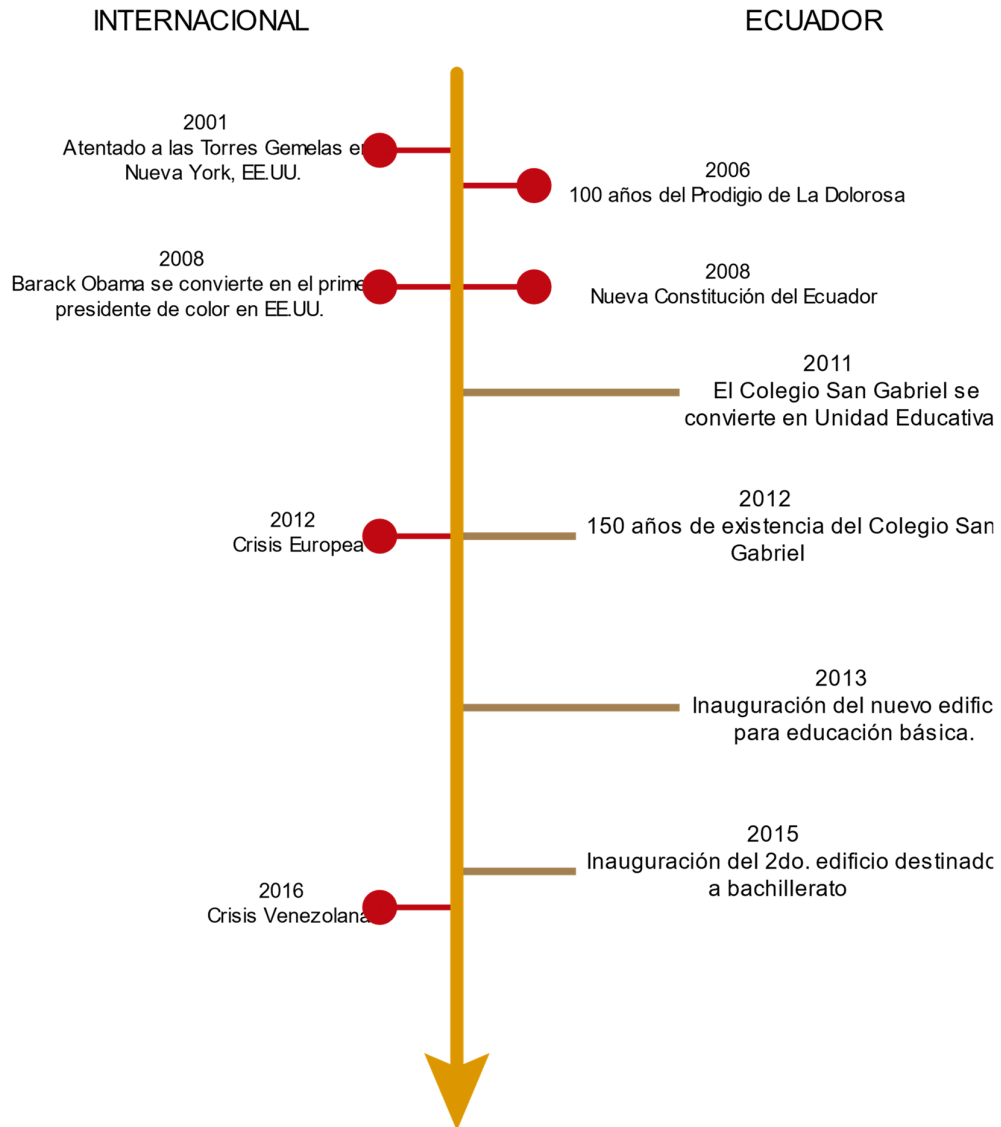 INTERNACIONAL
ECUADOR
2001
Atentado a las Torres Gemelas en
Nueva York, EE.UU.
2006
100 años del Prodigio de La Dolorosa
2008
Barack Obama se convierte en el primer
presidente de color en EE.UU.
2008
Nueva Constitución del Ecuador
2011
El Colegio San Gabriel se
convierte en Unidad Educativa
2012
Crisis Europea
2012
150 años de existencia del Colegio San
Gabriel
2013
Inauguración del nuevo edific
para educación básica.
2015
Inauguración del 2do. edificio destinado
a bachillerato
2016
Crisis Venezolana